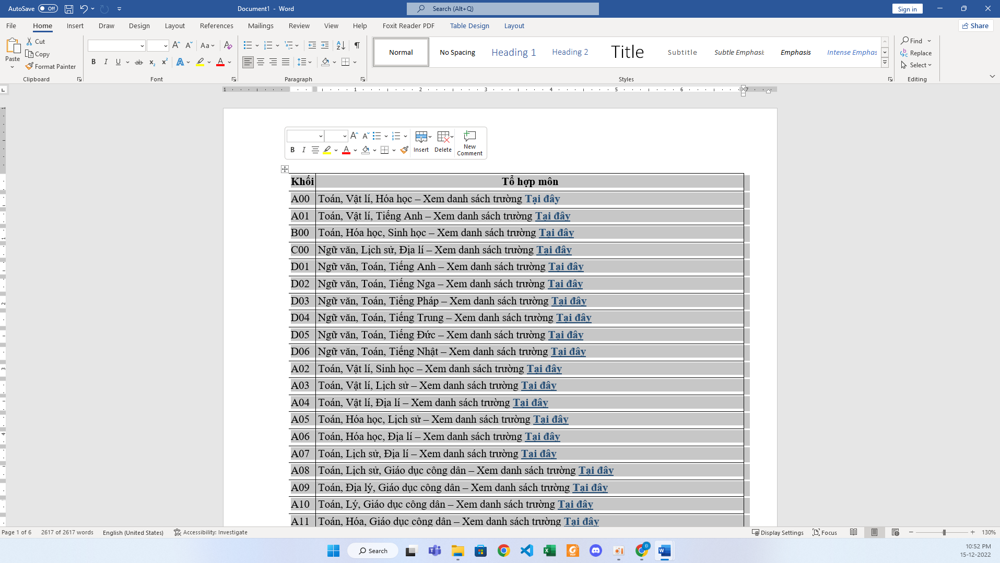 AutoSave Off Document1 - Word Search (Alt+Q) Sign in
File Home Insert Draw Design Layout References Mailings Review View Help Foxit Reader PDF Table Design Layout Share
Paste Cut Copy Format Painter
Clipboard
Aa
B I U ab x₂ x² A A
Font
Paragraph
Normal No Spacing Heading 1 Heading 2 Title Subtitle Subtle Emphasis Emphasis Intense Emphas
Styles
Find
Replace
Select
Editing
1 1 2 3 4 5 6 7
B I A Insert Delete New Comment
Khối Tổ hợp môn
A00 Toán, Vật lí, Hóa học – Xem danh sách trường Tại đây
A01 Toán, Vật lí, Tiếng Anh – Xem danh sách trường Tại đây
B00 Toán, Hóa học, Sinh học – Xem danh sách trường Tại đây
C00 Ngữ văn, Lịch sử, Địa lí – Xem danh sách trường Tại đây
D01 Ngữ văn, Toán, Tiếng Anh – Xem danh sách trường Tại đây
D02 Ngữ văn, Toán, Tiếng Nga – Xem danh sách trường Tại đây
D03 Ngữ văn, Toán, Tiếng Pháp – Xem danh sách trường Tại đây
D04 Ngữ văn, Toán, Tiếng Trung – Xem danh sách trường Tại đây
D05 Ngữ văn, Toán, Tiếng Đức – Xem danh sách trường Tại đây
D06 Ngữ văn, Toán, Tiếng Nhật – Xem danh sách trường Tại đây
A02 Toán, Vật lí, Sinh học – Xem danh sách trường Tại đây
A03 Toán, Vật lí, Lịch sử – Xem danh sách trường Tại đây
A04 Toán, Vật lí, Địa lí – Xem danh sách trường Tại đây
A05 Toán, Hóa học, Lịch sử – Xem danh sách trường Tại đây
A06 Toán, Hóa học, Địa lí – Xem danh sách trường Tại đây
A07 Toán, Lịch sử, Địa lí – Xem danh sách trường Tại đây
A08 Toán, Lịch sử, Giáo dục công dân – Xem danh sách trường Tại đây
A09 Toán, Địa lý, Giáo dục công dân – Xem danh sách trường Tại đây
A10 Toán, Lý, Giáo dục công dân – Xem danh sách trường Tại đây
A11 Toán, Hóa, Giáo dục công dân – Xem danh sách trường Tại đây
Page 1 of 6 2617 of 2617 words English (United States) Accessibility: Investigate Display Settings Focus 130%
Search
10:52 PM
15-12-2022